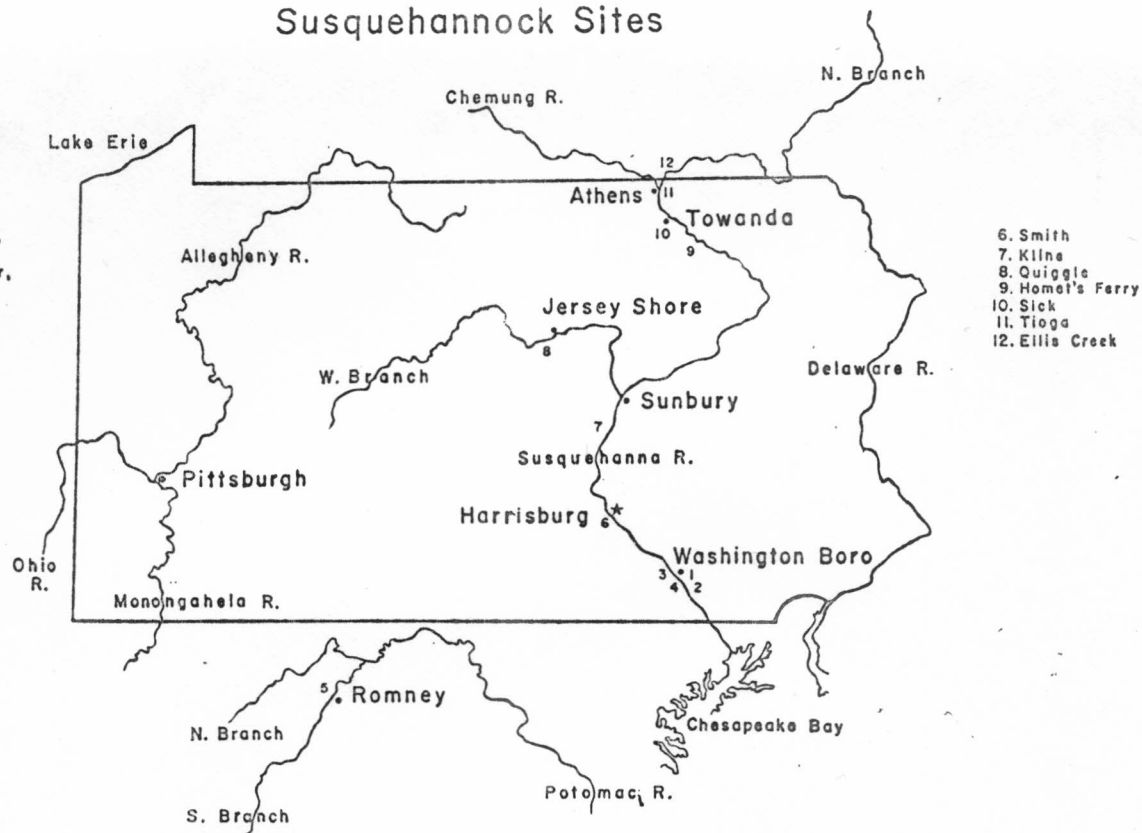 Susquehannock Sites
N. Branch
Chemung R.
Lake Erie
12
Athens
11
Towanda
10
9
Allegheny R.
6. Smith
7. Kline
8. Quiggle
9. Homet's Ferry
10. Sick
11. Tioga
12. Ellis Creek
Jersey Shore
8
W. Branch
Delaware R.
Sunbury
7
Susquehanna R.
Pittsburgh
Harrisburg
6
Washington Boro
3 1
4 2
Ohio
R.
Monongahela R.
5
Romney
N. Branch
Chesapeake Bay
Potomac R.
S. Branch